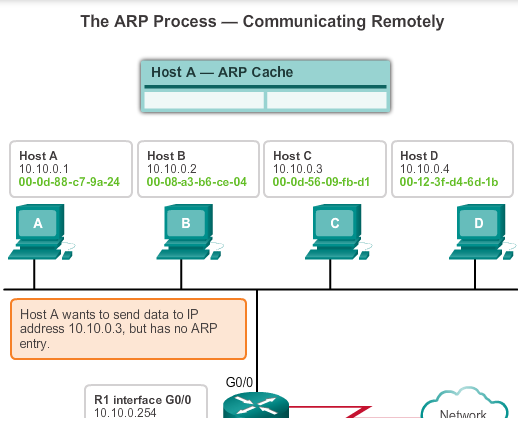 The ARP Process — Communicating Remotely
Host A — ARP Cache
Host A
10.10.0.1
00-0d-88-c7-9a-24
Host B
10.10.0.2
00-08-a3-b6-ce-04
Host C
10.10.0.3
00-0d-56-09-fb-d1
Host D
10.10.0.4
00-12-3f-d4-6d-1b
A
B
C
D
Host A wants to send data to IP
address 10.10.0.3, but has no ARP
entry.
G0/0
R1 interface G0/0
10.10.0.254
Network